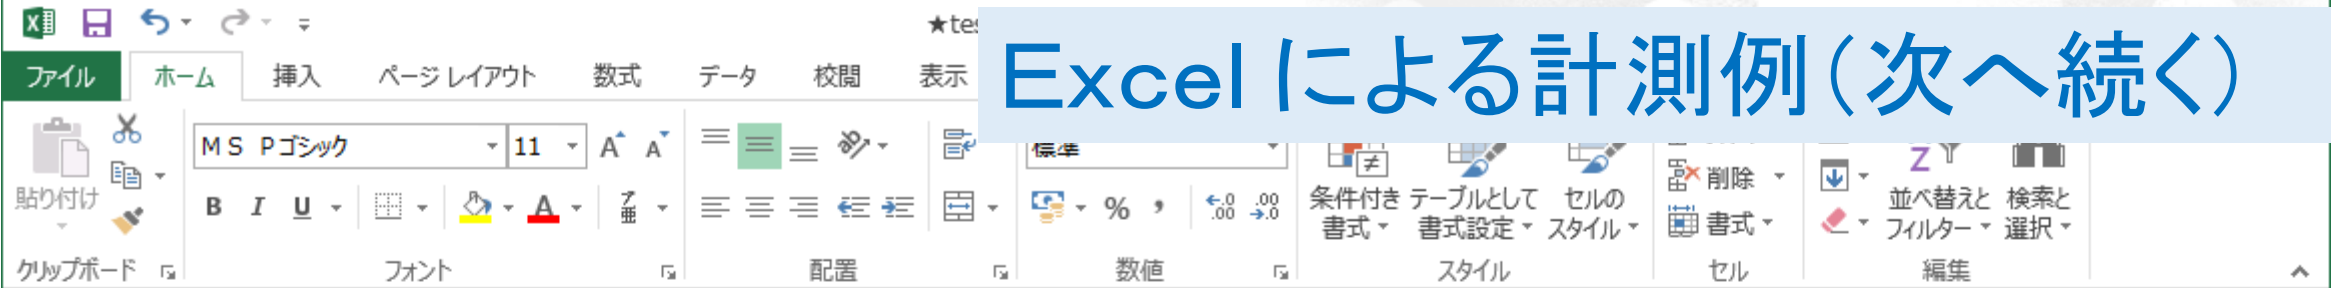 ★tes
Excel による計測例(次へ続く)
ファイル ホーム 挿入 ページ レイアウト 数式 データ 校閲 表示
MS Pゴシック 11 A A 標準
貼り付け B I U A ア亜 % , .00 .0
条件付き書式 テーブルとして書式設定 セルのスタイル
削除
書式
並べ替えとフィルター 検索と選択
クリップボード フォント 配置 数値 スタイル セル 編集